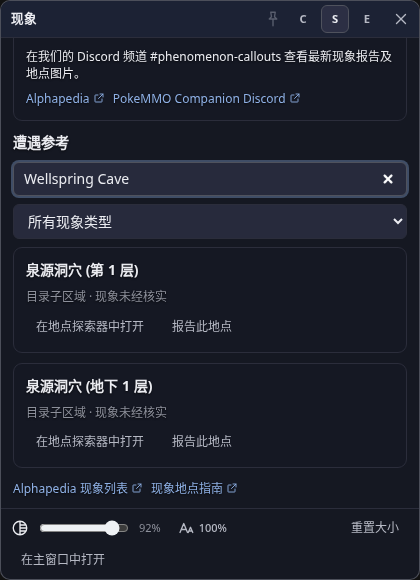 现象
C
S
E
在我们的 Discord 频道 #phenomenon-callouts 查看最新现象报告及
地点图片。
Alphapedia
PokeMMO Companion Discord
遭遇参考
Wellspring Cave
所有现象类型
泉源洞穴 (第 1 层)
目录子区域 · 现象未经核实
在地点探索器中打开
报告此地点
泉源洞穴 (地下 1 层)
目录子区域 · 现象未经核实
在地点探索器中打开
报告此地点
Alphapedia 现象列表
现象地点指南
92%
100%
重置大小
在主窗口中打开